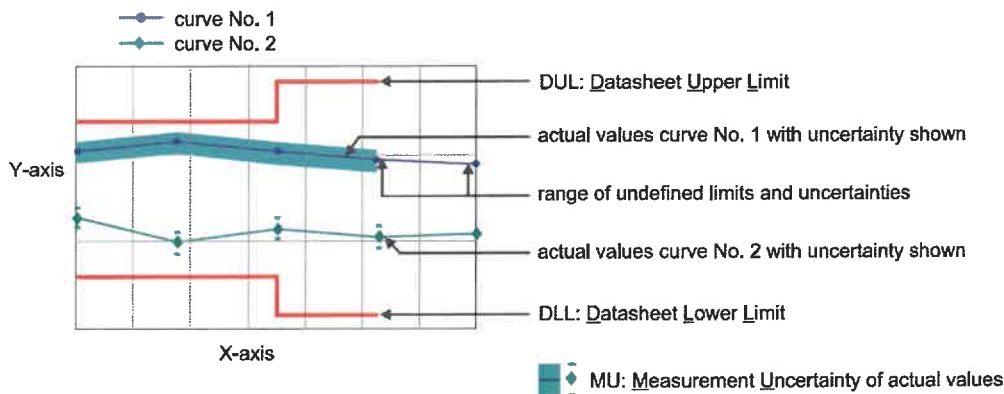 curve No. 1
curve No. 2
DUL: Datasheet Upper Limit
actual values curve No. 1 with uncertainty shown
Y-axis
range of undefined limits and uncertainties
actual values curve No. 2 with uncertainty shown
DLL: Datasheet Lower Limit
X-axis
MU: Measurement Uncertainty of actual values